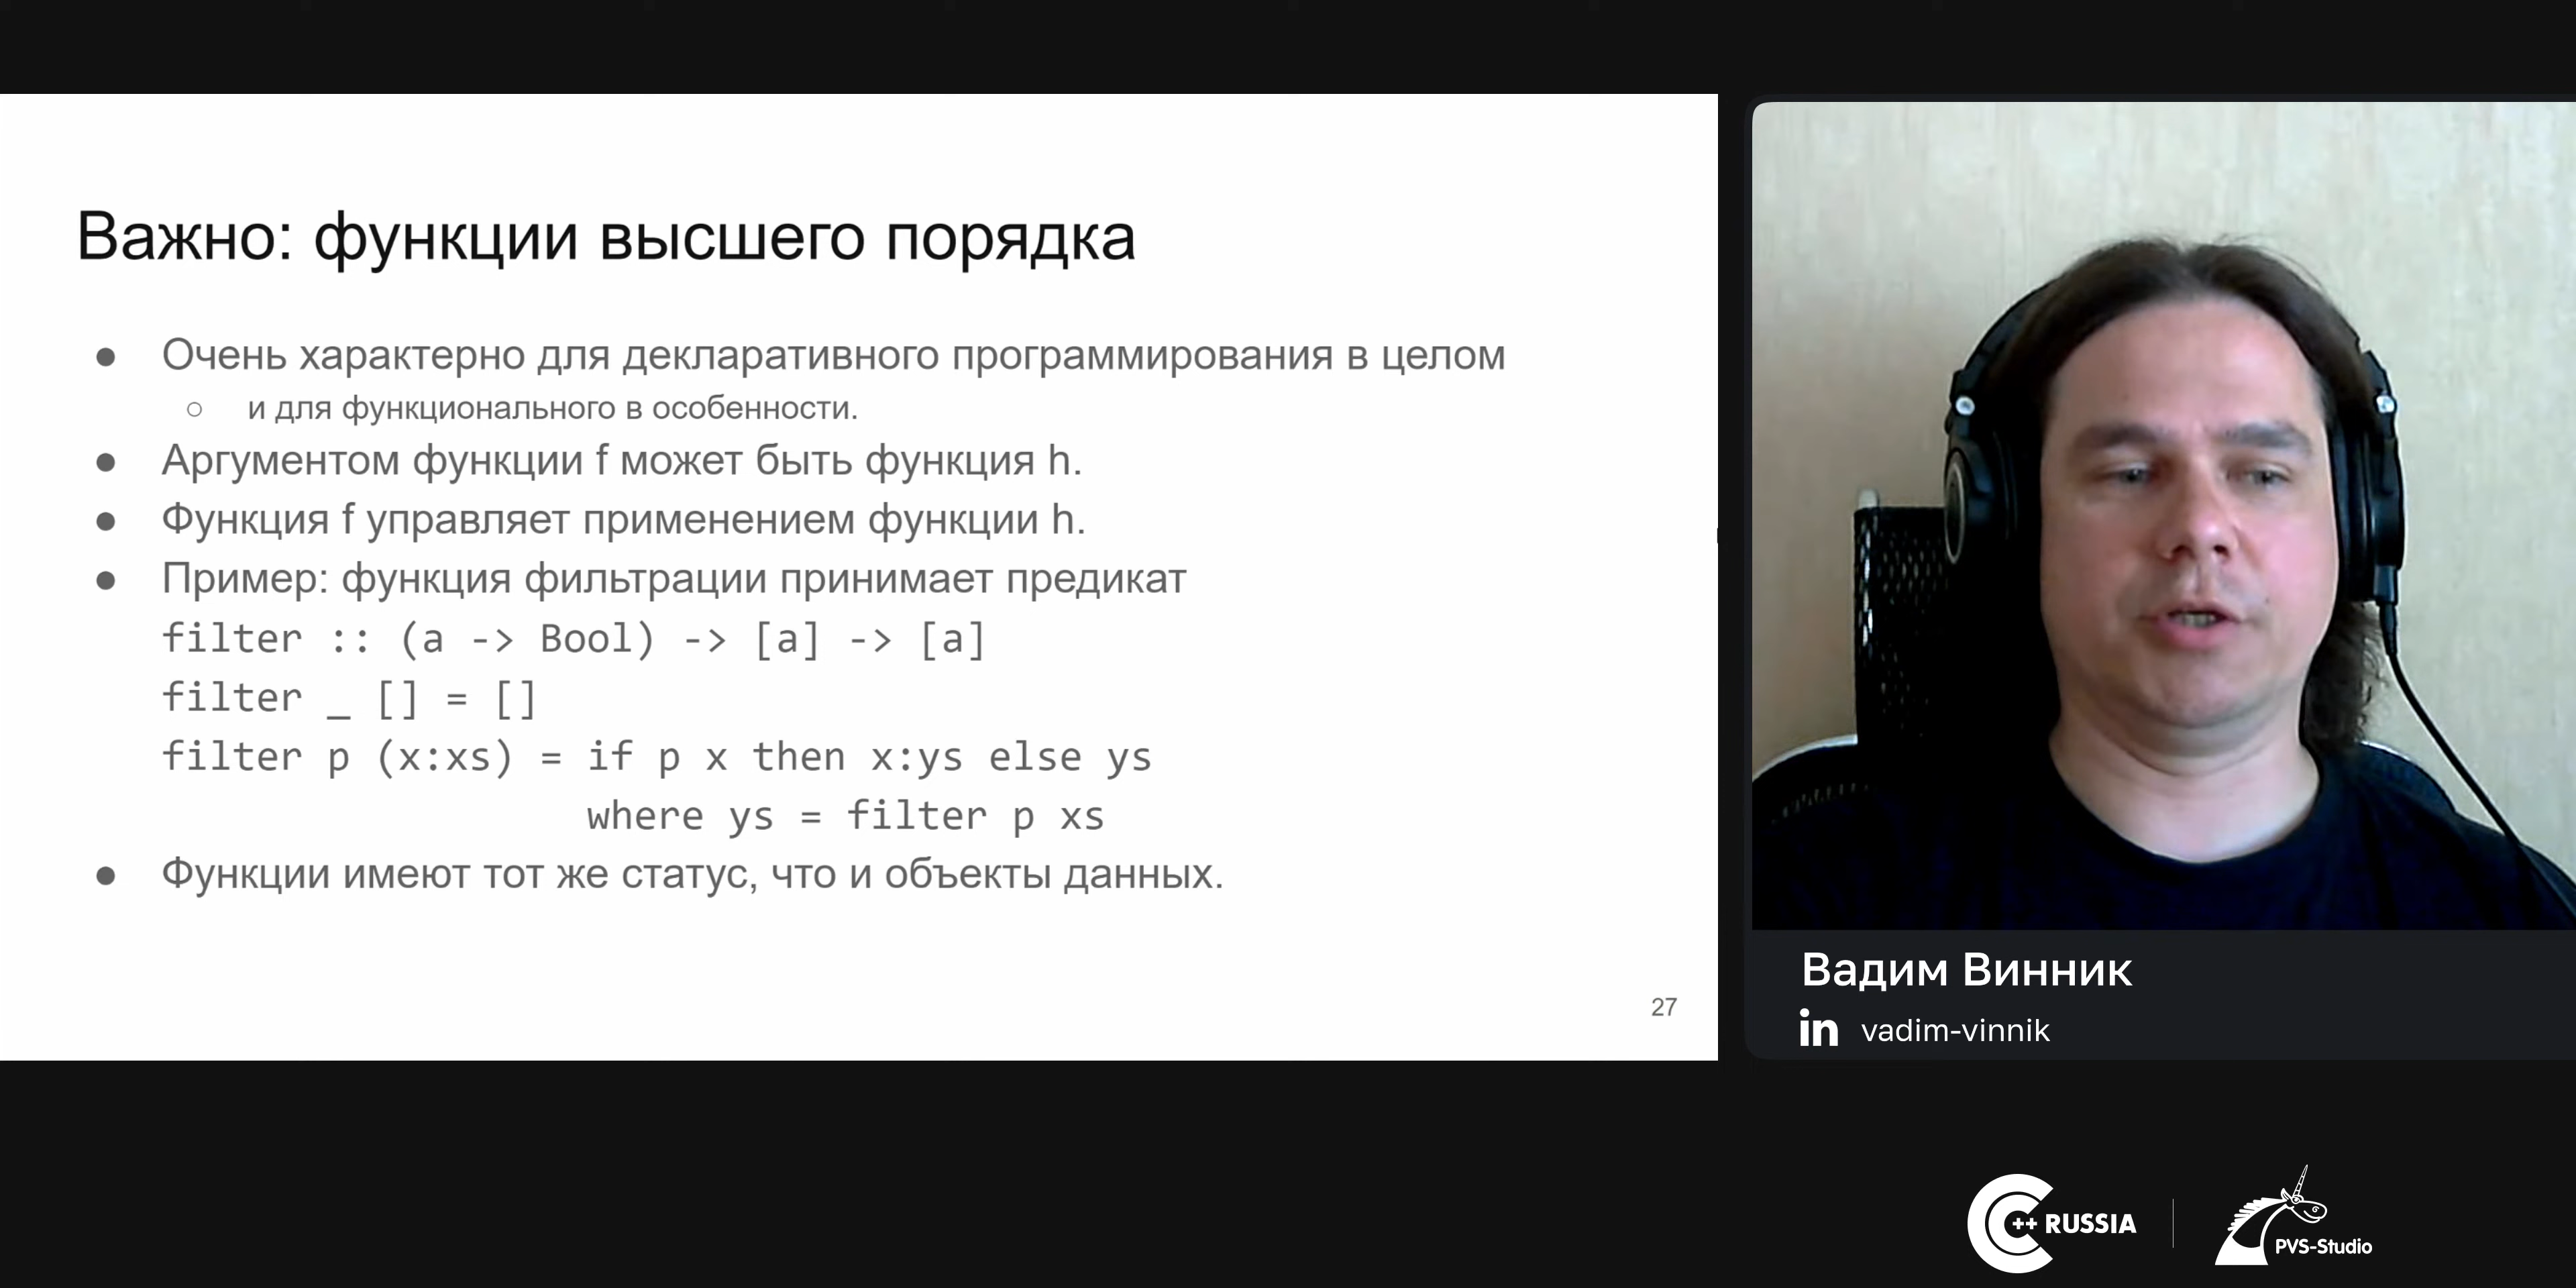 Важно: функции высшего порядка
● Очень характерно для декларативного программирования в целом
○ и для функционального в особенности.
● Аргументом функции f может быть функция h.
● Функция f управляет применением функции h.
● Пример: функция фильтрации принимает предикат
filter :: (a -> Bool) -> [a] -> [a]
filter _ [] = []
filter p (x:xs) = if p x then x:ys else ys
where ys = filter p xs
● Функции имеют тот же статус, что и объекты данных.
27
Вадим Винник
in vadim-vinnik
C++ RUSSIA
PVS-Studio